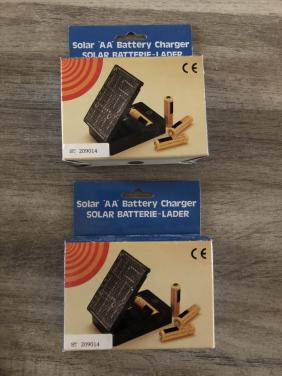 Solar "AA" Battery Charger
SOLAR BATTERIE-LADER
CE
ST 209014
Solar "AA" Battery Charger
SOLAR BATTERIE-LADER
CE
ST 209014